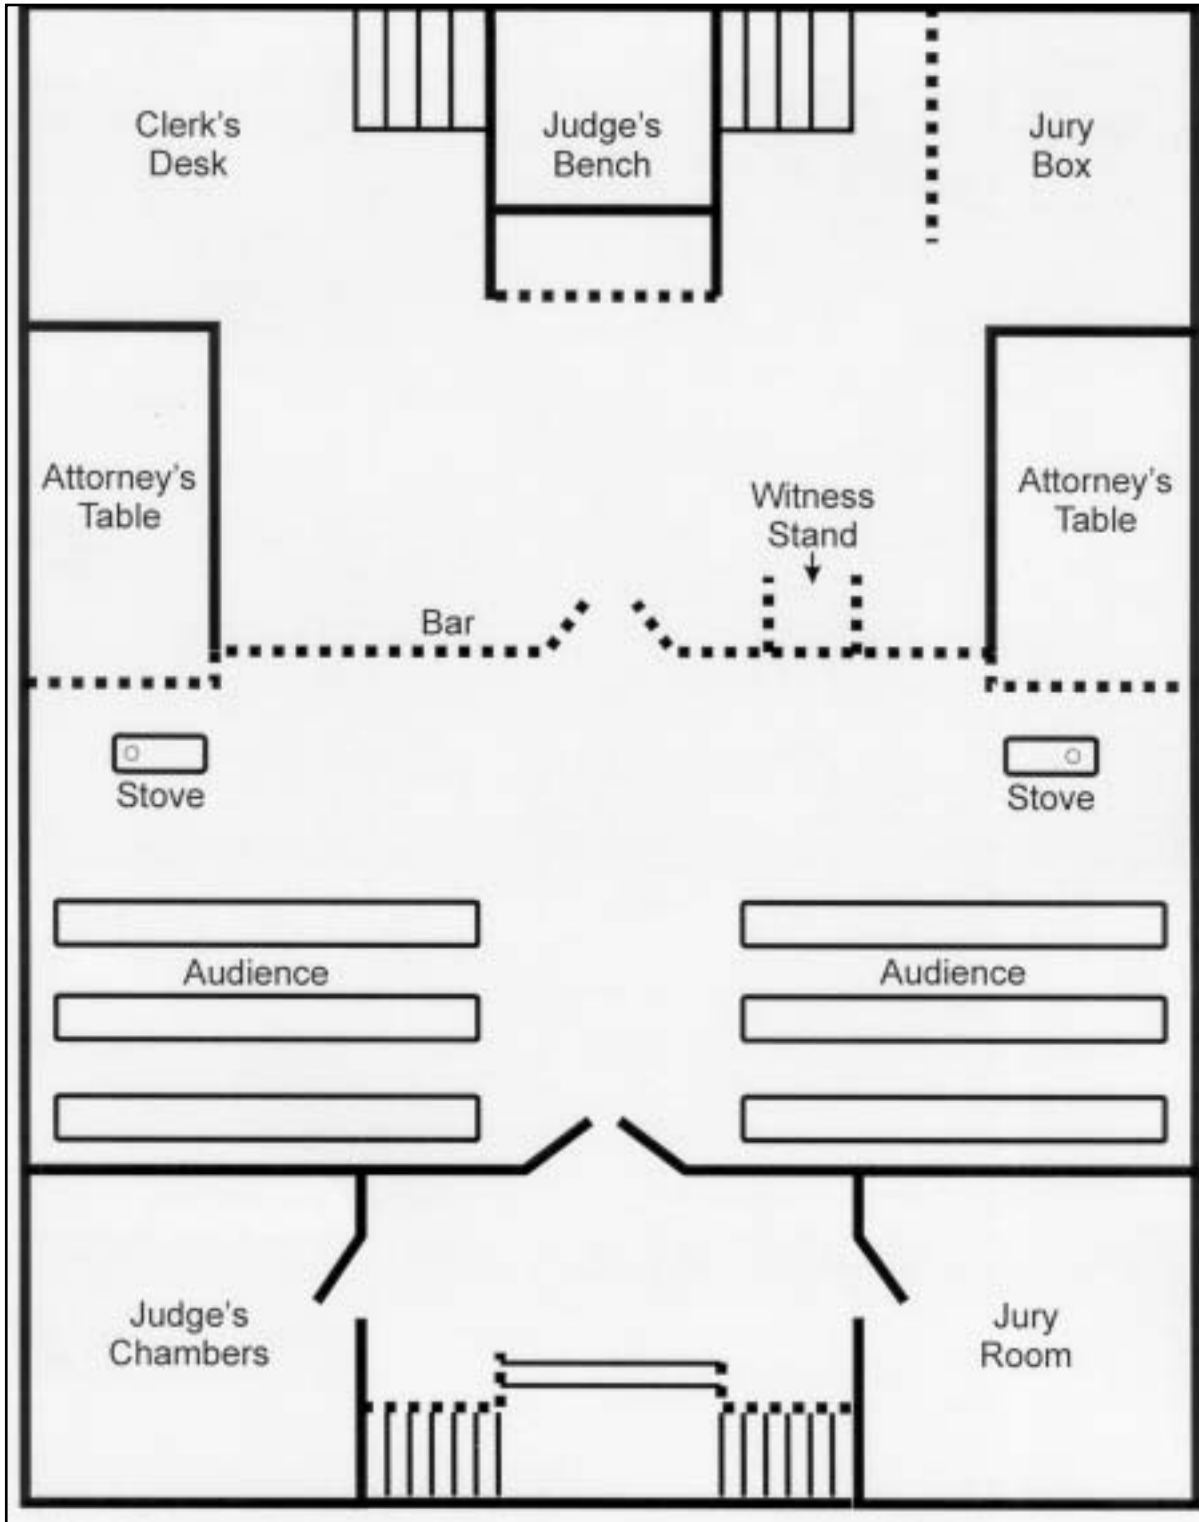 Clerk's
Desk
Judge's
Bench
Jury
Box
Attorney's
Table
Witness
Stand
Attorney's
Table
Bar
Stove
Stove
Audience
Audience
Judge's
Chambers
Jury
Room